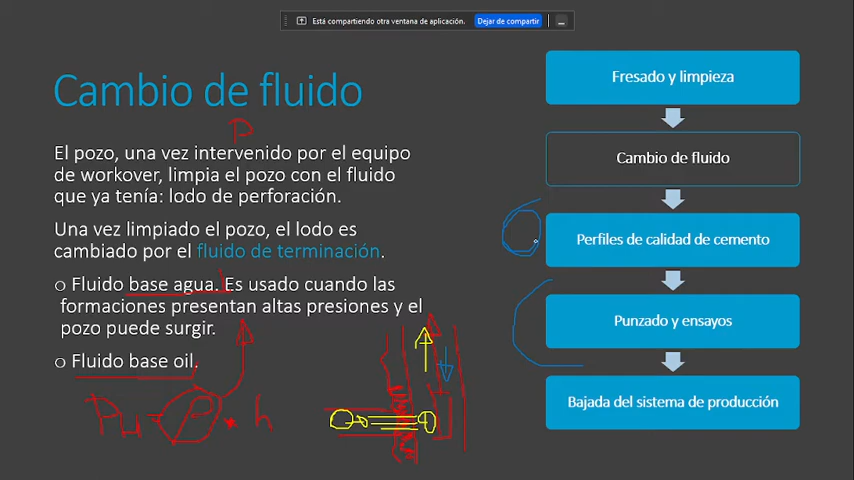 Está compartiendo otra ventana de aplicación.
Dejar de compartir
Cambio de fluido
P
El pozo, una vez intervenido por el equipo
de workover, limpia el pozo con el fluido
que ya tenía: lodo de perforación.
Una vez limpiado el pozo, el lodo es
cambiado por el fluido de terminación.
o Fluido base agua. Es usado cuando las
formaciones presentan altas presiones y el
pozo puede surgir.
o Fluido base oil.
PH = ρ * h
Fresado y limpieza
Cambio de fluido
Perfiles de calidad de cemento
Punzado y ensayos
Bajada del sistema de producción